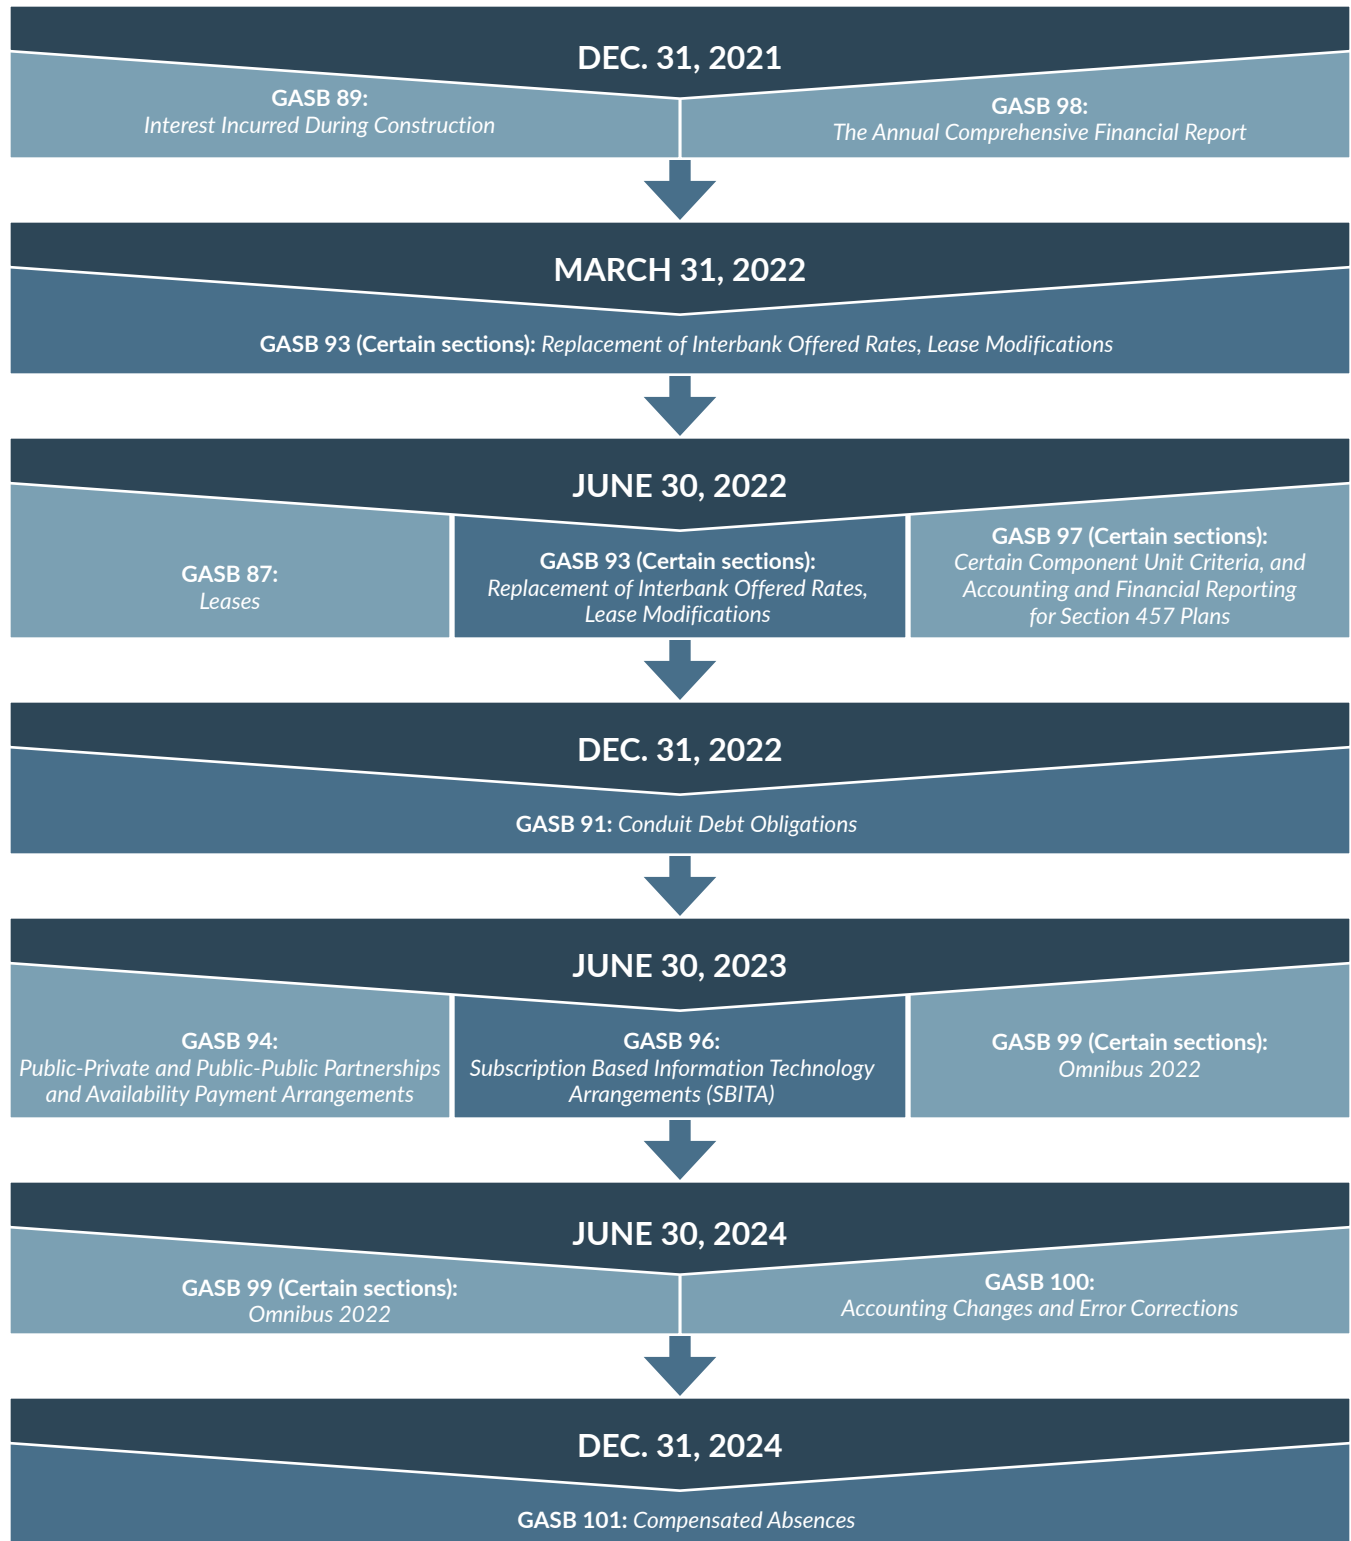 DEC. 31, 2021
GASB 89:
Interest Incurred During Construction
GASB 98:
The Annual Comprehensive Financial Report
MARCH 31, 2022
GASB 93 (Certain sections): Replacement of Interbank Offered Rates, Lease Modifications
JUNE 30, 2022
GASB 87:
Leases
GASB 93 (Certain sections):
Replacement of Interbank Offered Rates,
Lease Modifications
GASB 97 (Certain sections):
Certain Component Unit Criteria, and
Accounting and Financial Reporting
for Section 457 Plans
DEC. 31, 2022
GASB 91: Conduit Debt Obligations
JUNE 30, 2023
GASB 94:
Public-Private and Public-Public Partnerships
and Availability Payment Arrangements
GASB 96:
Subscription Based Information Technology
Arrangements (SBITA)
GASB 99 (Certain sections):
Omnibus 2022
JUNE 30, 2024
GASB 99 (Certain sections):
Omnibus 2022
GASB 100:
Accounting Changes and Error Corrections
DEC. 31, 2024
GASB 101: Compensated Absences